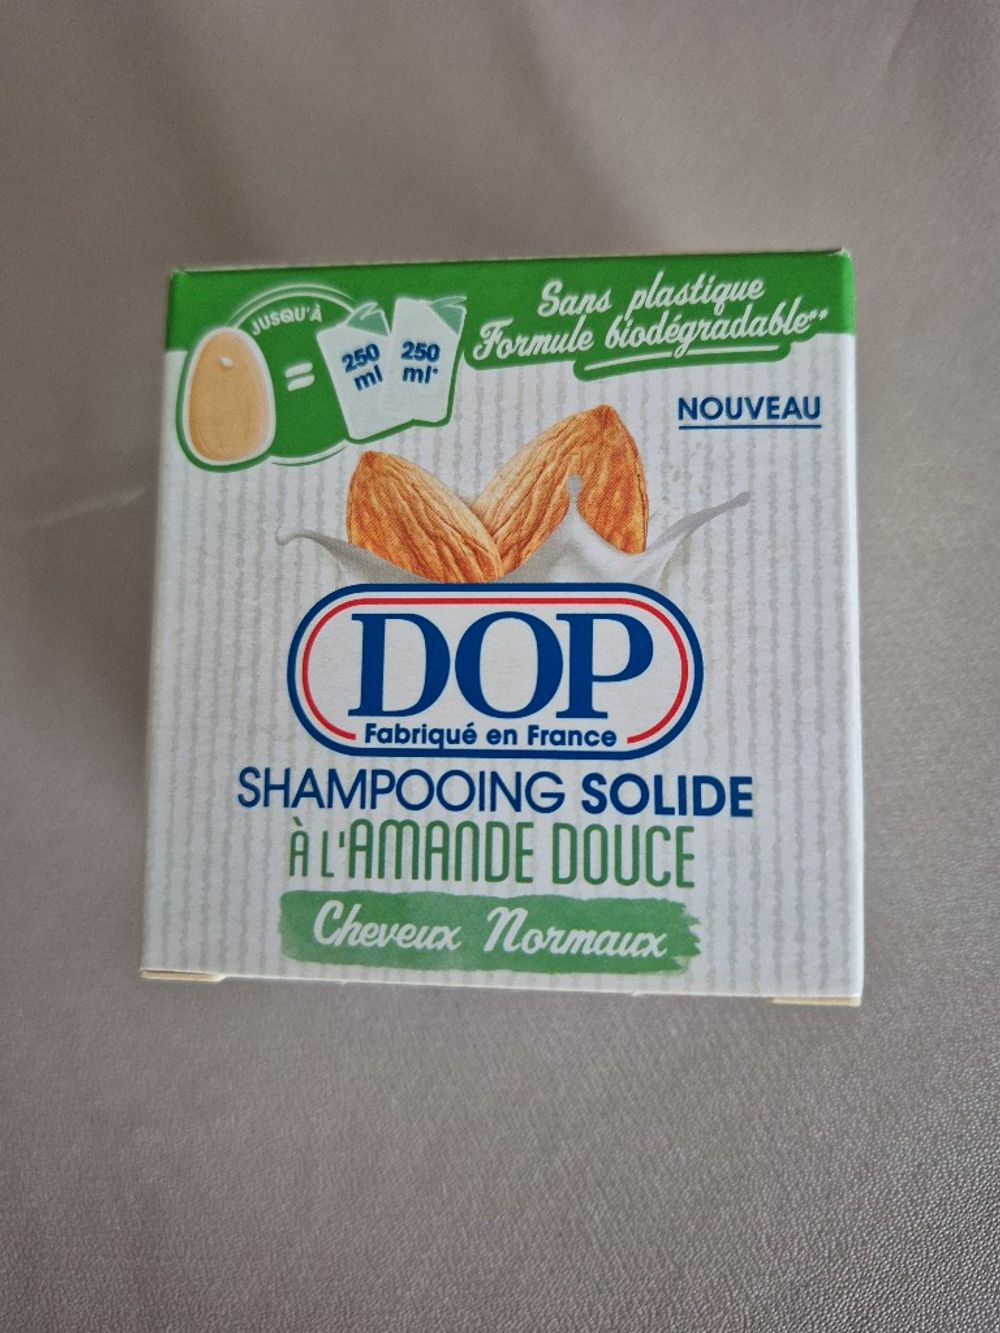 JUSQU'À
=
250 ml
250 ml*
Sans plastique
Formule biodégradable**
NOUVEAU
DOP
Fabriqué en France
SHAMPOOING SOLIDE
À L'AMANDE DOUCE
Cheveux Normaux